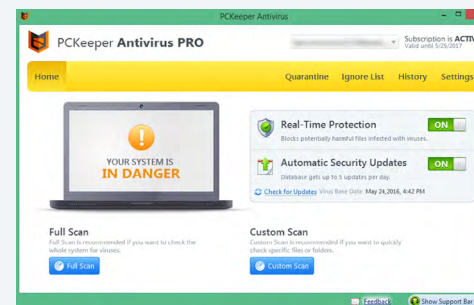 PCKeeper Antivirus
PCKeeper Antivirus PRO
Subscription is ACTIV
Valid until 5/25/2017
Home
Quarantine
Ignore List
History
Settings
YOUR SYSTEM IS
IN DANGER
Real-Time Protection
ON
Blocks potentially harmful files infected with viruses.
Automatic Security Updates
ON
Database gets up to 5 updates per day.
Check for Updates Virus Base Date: May 24,2016, 4:42 PM
Full Scan
Full Scan is recommended if you want to check the
whole system for viruses.
Full Scan
Custom Scan
Custom Scan is recommended if you want to quickly
check specific files or folders.
Custom Scan
Feedback
Show Support Bar